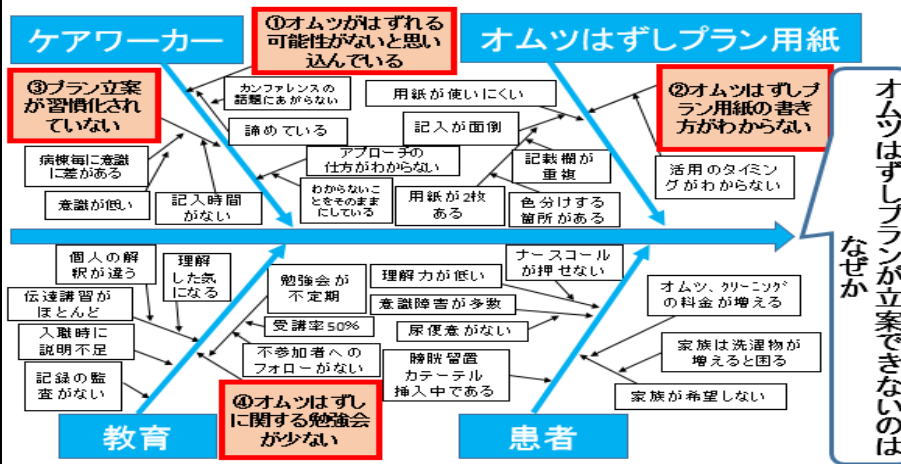 ケアワーカー
①オムツがはずれる
可能性がないと思い
込んでいる
オムツはずしプラン用紙
③プラン立案
が習慣化され
ていない
カンファレンスの
話題にあがらない
諦めている
病棟毎に意識
に差がある
意識が低い
記入時間
がない
アプローチの
仕方がわからない
わからないこ
とをそのまま
にしている
用紙が使いにくい
記入が面倒
用紙が2枚
ある
記載欄が
重複
色分けする
箇所がある
②オムツはずしプ
ラン用紙の書き
方がわからない
活用のタイミン
グがわからない
オムツはずしプランが立案できないのは
なぜか
個人の解
釈が違う
理解
した気
になる
伝達講習が
ほとんど
入職時に
説明不足
記録の監
査がない
勉強会が
不定期
受講率50%
不参加者への
フォローがない
④オムツはずし
に関する勉強会
が少ない
教育
ナースコール
が押せない
理解力が低い
意識障害が多数
尿便意がない
膀胱留置
カテーテル
挿入中である
オムツ、クリーニング
の料金が増える
家族は洗濯物が
増えると困る
家族が希望しない
患者